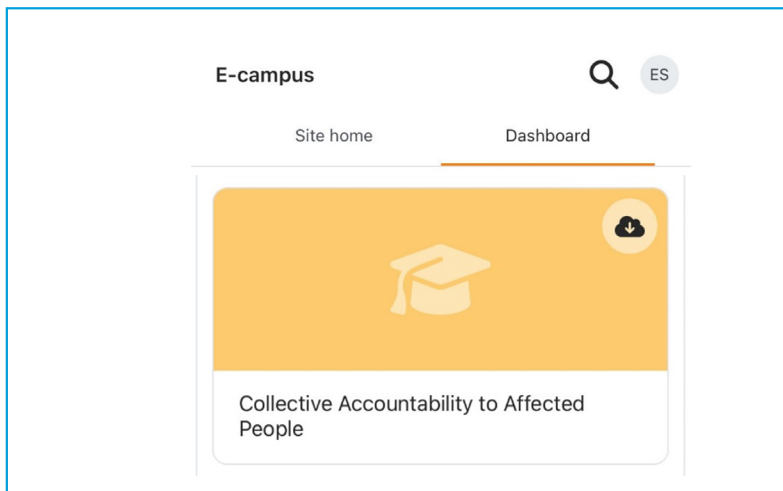 E-campus
ES
Site home
Dashboard
Collective Accountability to Affected
People